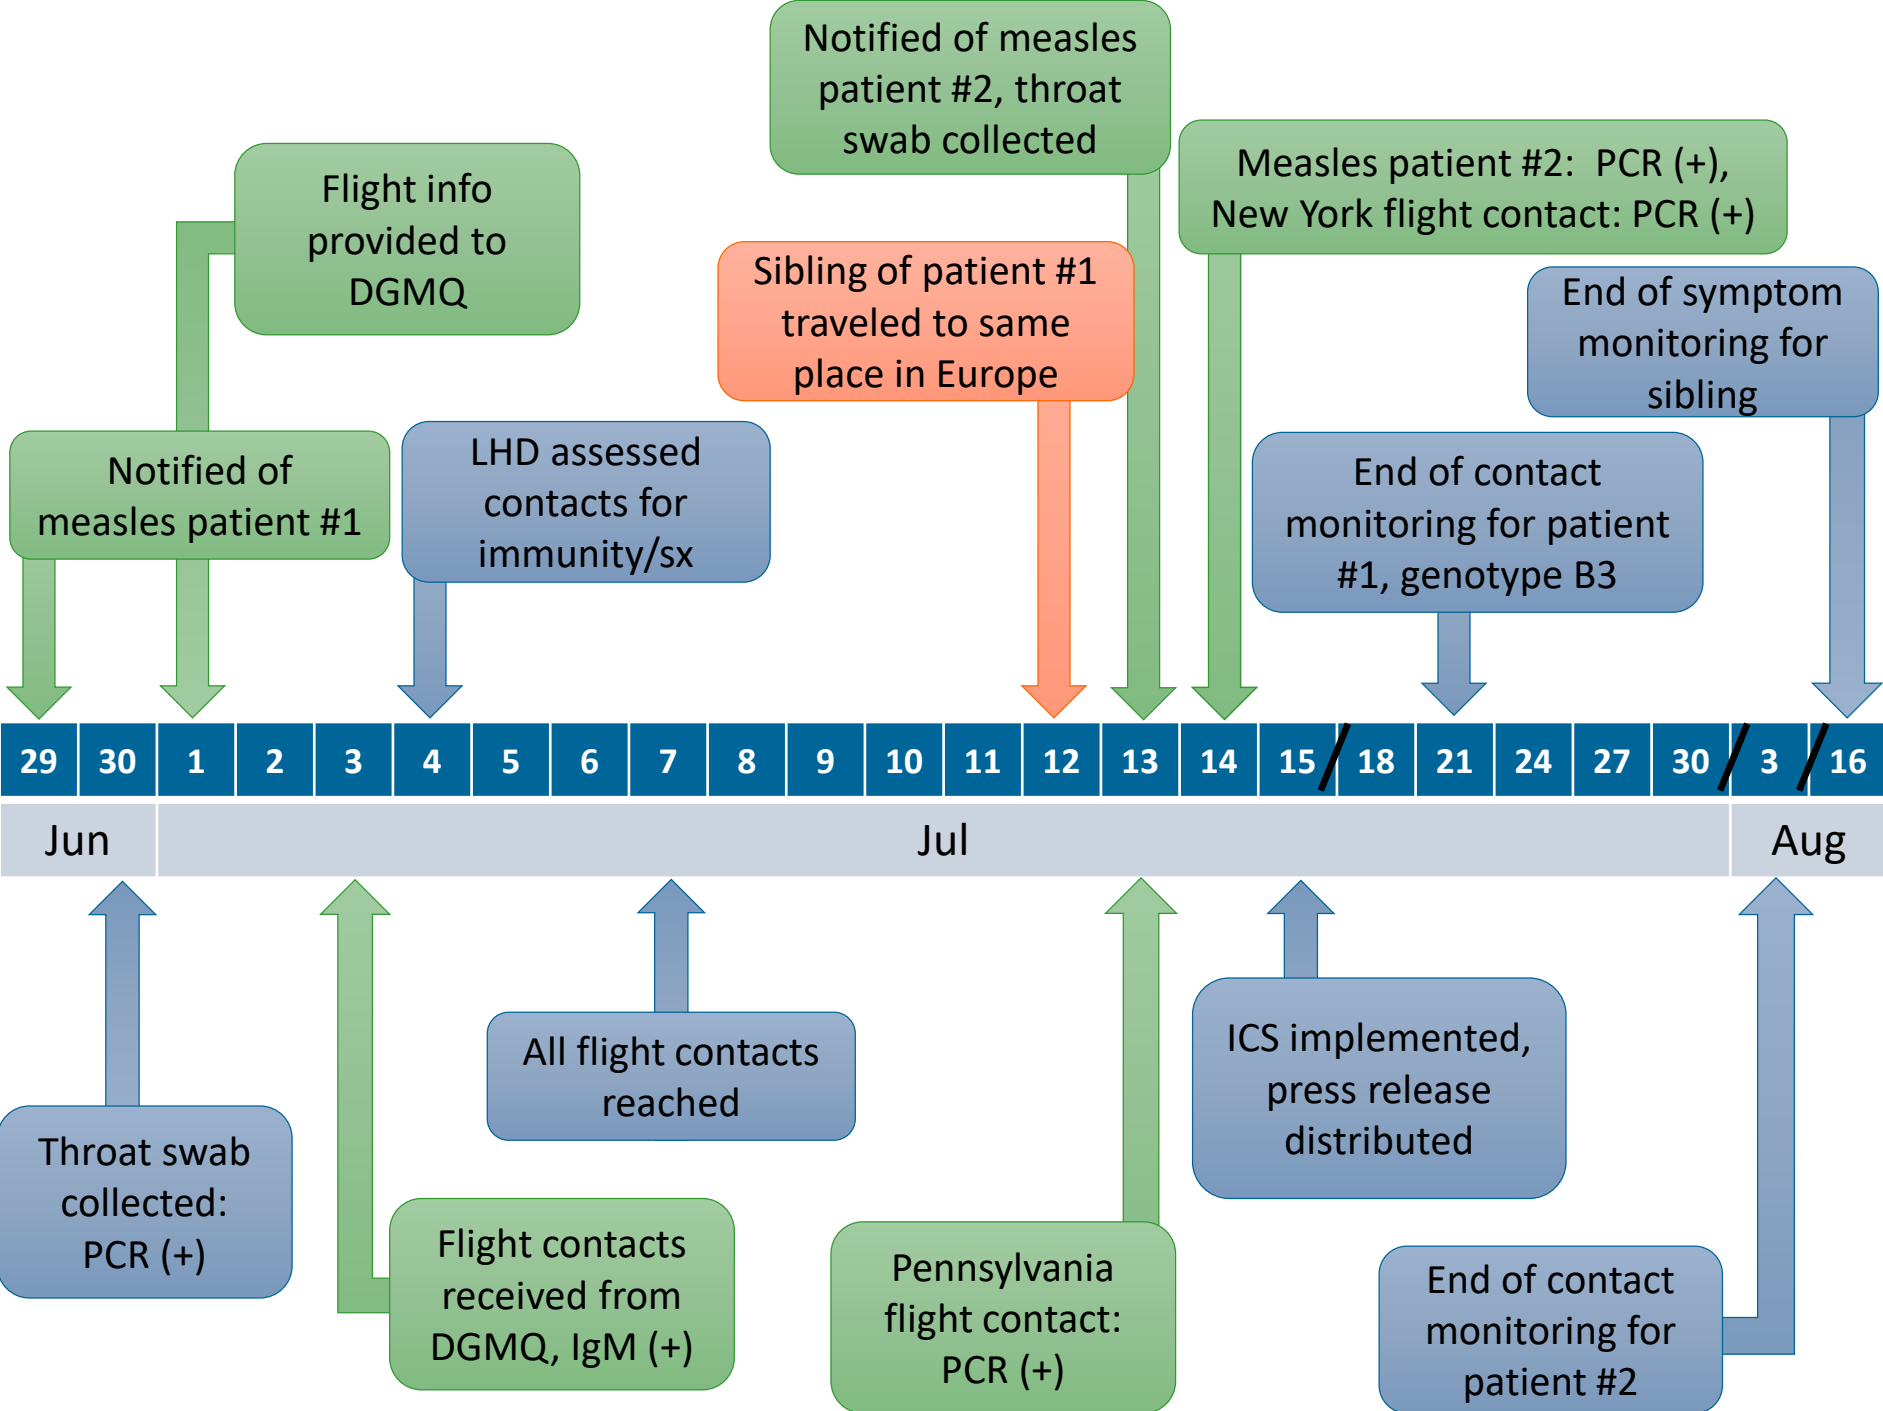 Notified of measles
patient #2, throat
swab collected
Flight info
provided to
DGMQ
Measles patient #2:  PCR (+),
New York flight contact: PCR (+)
Sibling of patient #1
traveled to same
place in Europe
End of symptom
monitoring for
sibling
Notified of
measles patient #1
LHD assessed
contacts for
immunity/sx
End of contact
monitoring for patient
#1, genotype B3
29 30 1 2 3 4 5 6 7 8 9 10 11 12 13 14 15 18 21 24 27 30 3 16
Jun Jul Aug
Throat swab
collected:
PCR (+)
Flight contacts
received from
DGMQ, IgM (+)
All flight contacts
reached
Pennsylvania
flight contact:
PCR (+)
ICS implemented,
press release
distributed
End of contact
monitoring for
patient #2